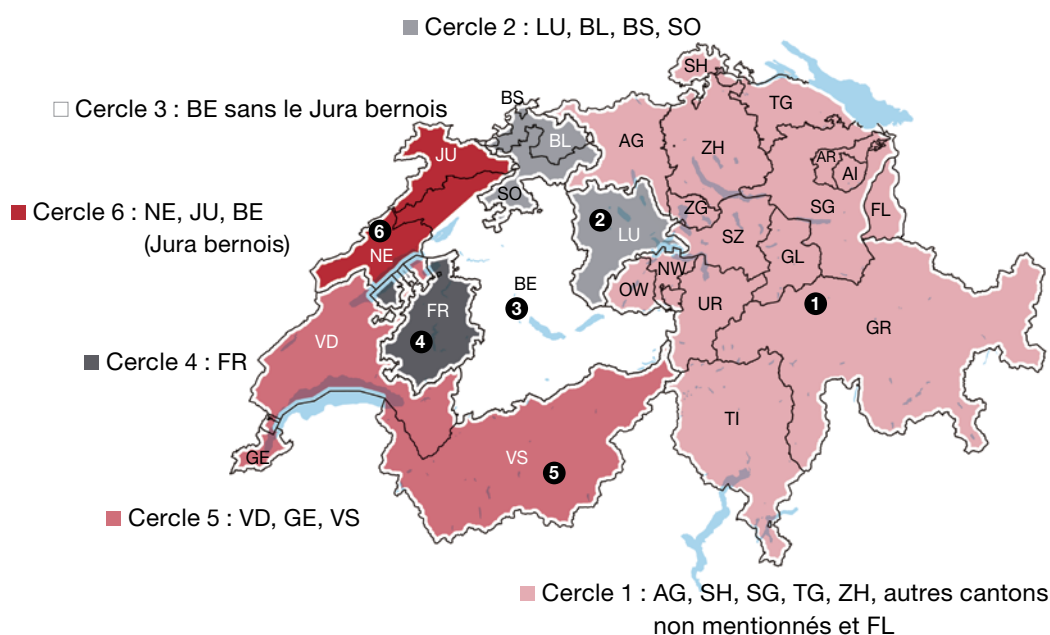 Cercle 2 : LU, BL, BS, SO
SH
BS
Cercle 3 : BE sans le Jura bernois
TG
BL
AG
ZH
JU
AR
AI
SO
Cercle 6 : NE, JU, BE
(Jura bernois)
6
NE
2
LU
ZG
SZ
SG
FL
GL
NW
OW
UR
BE
3
1
GR
FR
4
VD
Cercle 4 : FR
TI
GE
VS
5
Cercle 5 : VD, GE, VS
Cercle 1 : AG, SH, SG, TG, ZH, autres cantons
non mentionnés et FL